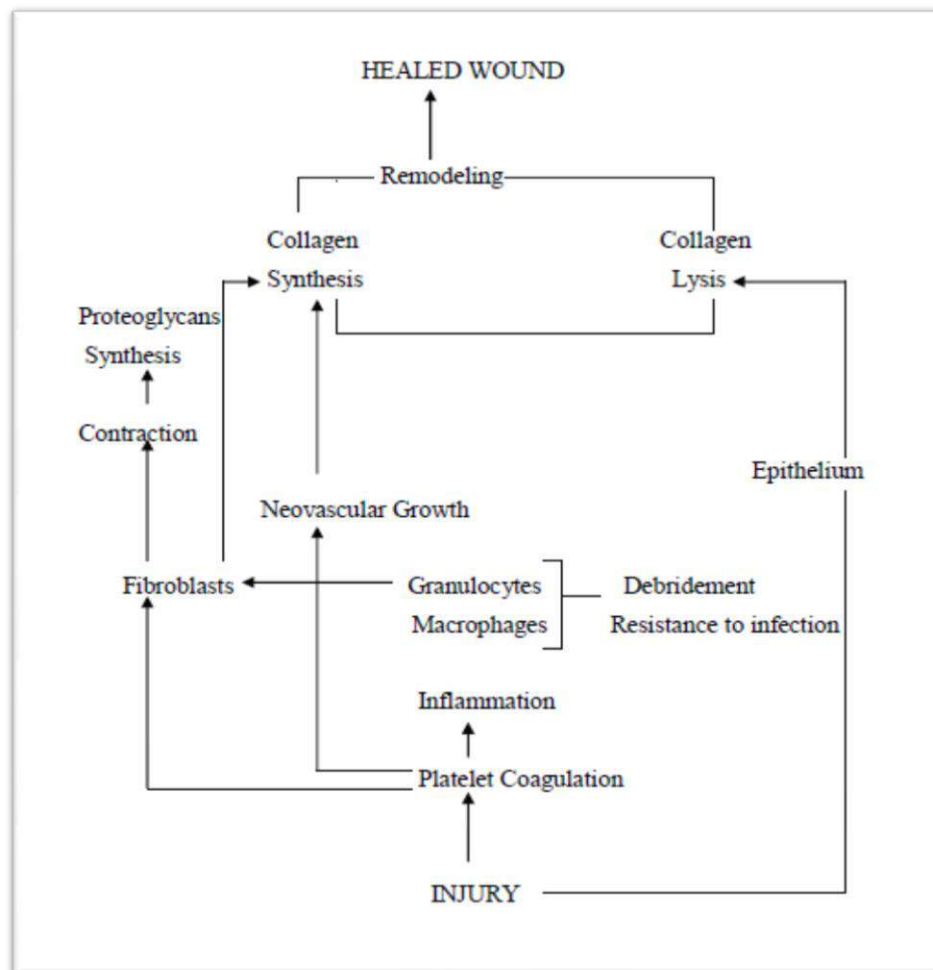 HEALED WOUND
Remodeling
Collagen
Synthesis
Collagen
Lysis
Proteoglycans
Synthesis
Contraction
Epithelium
Neovascular Growth
Fibroblasts
Granulocytes
Macrophages
Debridement
Resistance to infection
Inflammation
Platelet Coagulation
INJURY